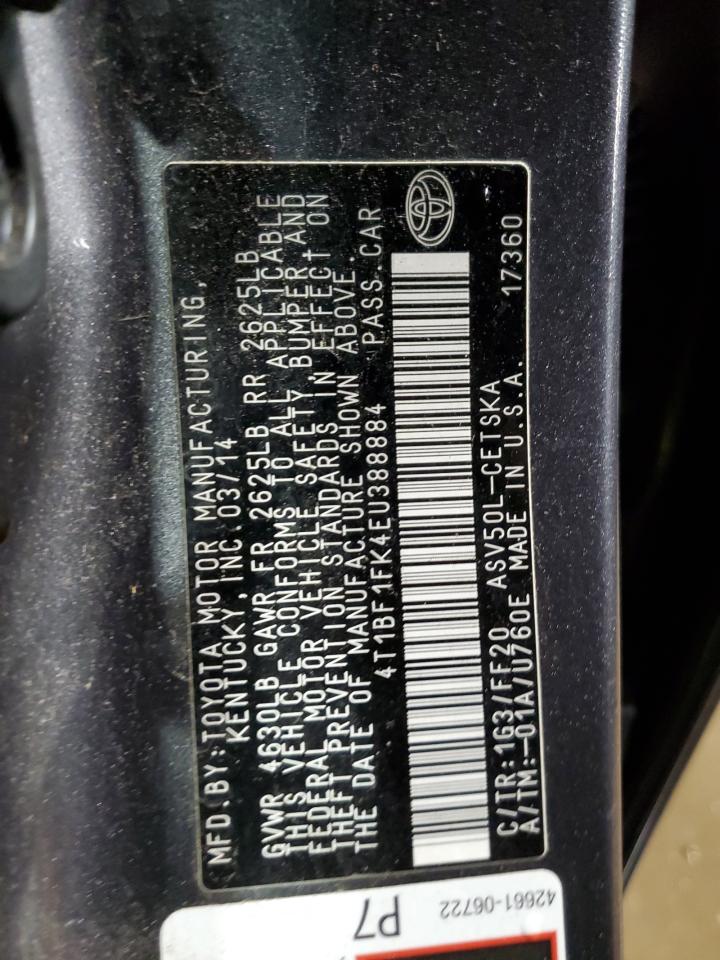 MFD.BY:TOYOTA MOTOR MANUFACTURING,
KENTUCKY, INC. 03/14
GVWR 4630LB GAWR FR 2625LB RR 2625LB
THIS VEHICLE CONFORMS TO ALL APPLICABLE
FEDERAL MOTOR VEHICLE SAFETY BUMPER AND
THEFT PREVENTION STANDARDS IN EFFECT ON
THE DATE OF MANUFACTURE SHOWN ABOVE.
4T1BF1FK4EU388884 PASS.CAR
C/TR:1G3/FF20 ASV50L-CETSKA
A/TM:-01A/U760E MADE IN U.S.A. 17360
42661-06722
P7